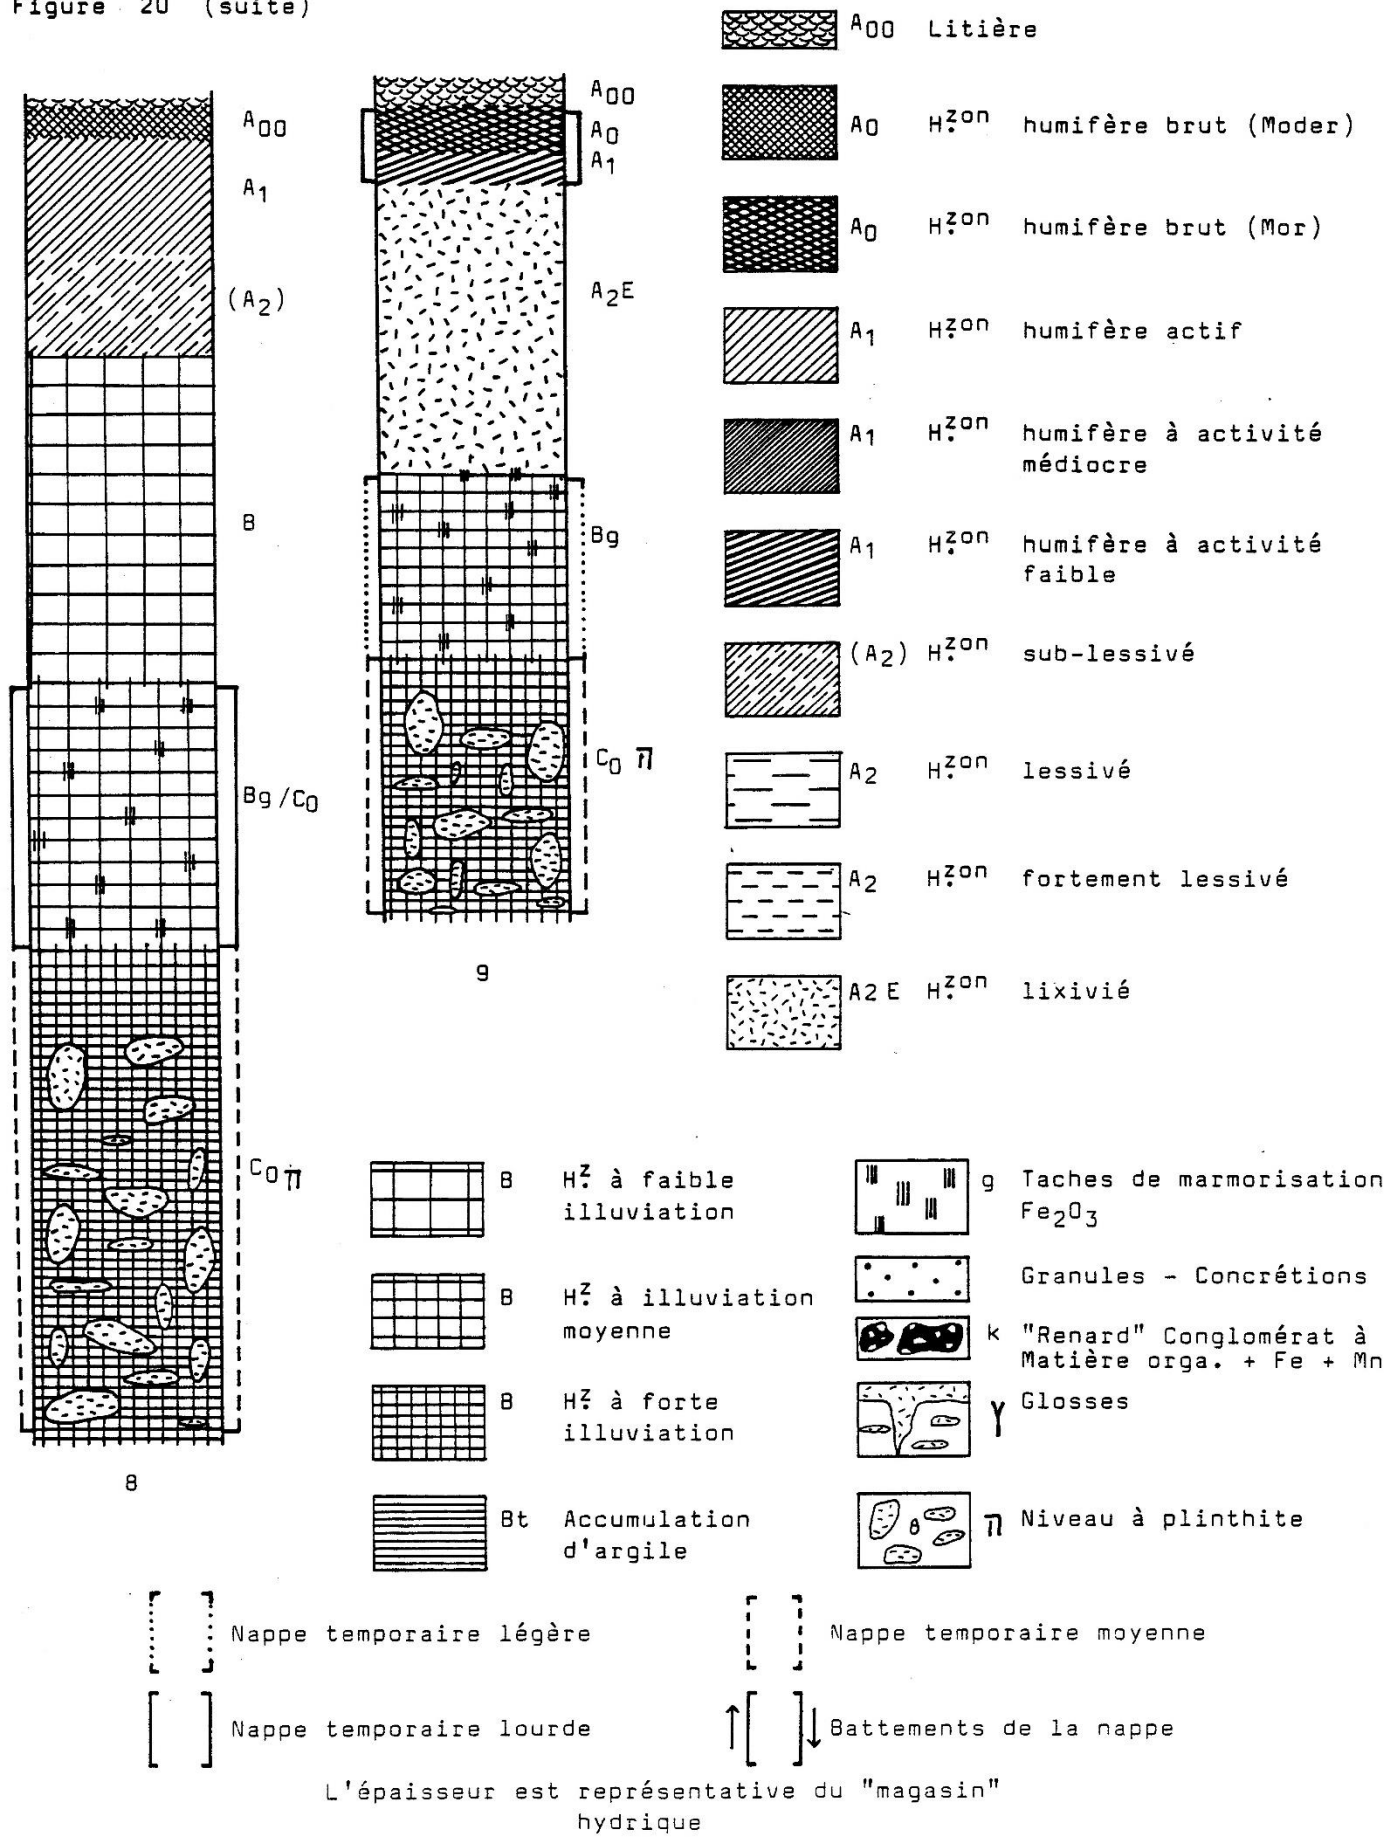 Figure 20 (suite)
A00
A1
(A2)
B
Bg/C0
C0 π
8
A00
A0
A1
A2E
Bg
C0 π
9
A00 Litière
A0 H.zon humifère brut (Moder)
A0 H.zon humifère brut (Mor)
A1 H.zon humifère actif
A1 H.zon humifère à activité
médiocre
A1 H.zon humifère à activité
faible
(A2) H.zon sub-lessivé
A2 H.zon lessivé
A2 H.zon fortement lessivé
A2 E H.zon lixivié
B H.z à faible
illuviation
B H.z à illuviation
moyenne
B H.z à forte
illuviation
Bt Accumulation
d'argile
g Taches de marmorisation
Fe2O3
Granules - Concrétions
k "Renard" Conglomérat à
Matière orga. + Fe + Mn
γ Glosses
π Niveau à plinthite
Nappe temporaire légère
Nappe temporaire moyenne
Nappe temporaire lourde
Battements de la nappe
L'épaisseur est représentative du "magasin"
hydrique